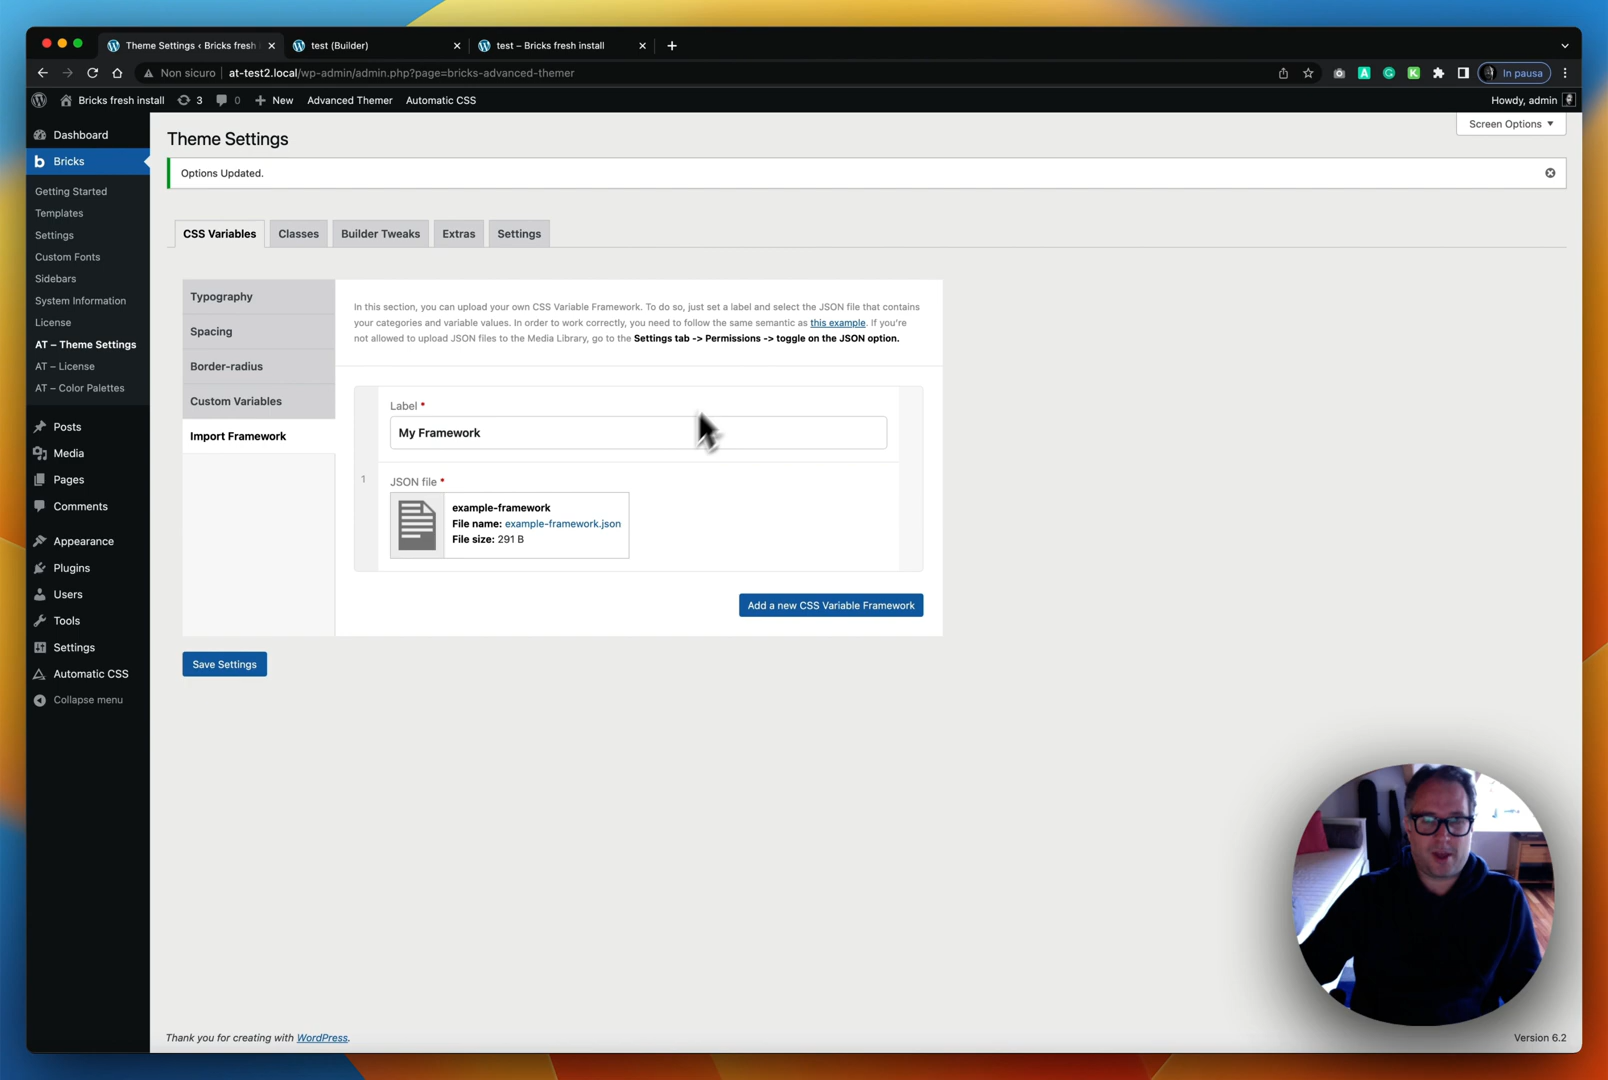 Theme Settings ‹ Bricks fresh
test (Builder)
test – Bricks fresh install
Non sicuro
at-test2.local/wp-admin/admin.php?page=bricks-advanced-themer
In pausa
Bricks fresh install
3
0
New
Advanced Themer
Automatic CSS
Howdy, admin
Dashboard
Bricks
Getting Started
Templates
Settings
Custom Fonts
Sidebars
System Information
License
AT – Theme Settings
AT – License
AT – Color Palettes
Posts
Media
Pages
Comments
Appearance
Plugins
Users
Tools
Settings
Automatic CSS
Collapse menu
Screen Options
Theme Settings
Options Updated.
CSS Variables
Classes
Builder Tweaks
Extras
Settings
Typography
Spacing
Border-radius
Custom Variables
Import Framework
In this section, you can upload your own CSS Variable Framework. To do so, just set a label and select the JSON file that contains
your categories and variable values. In order to work correctly, you need to follow the same semantic as this example. If you're
not allowed to upload JSON files to the Media Library, go to the Settings tab -> Permissions -> toggle on the JSON option.
Label *
My Framework
1
JSON file *
example-framework
File name: example-framework.json
File size: 291 B
Add a new CSS Variable Framework
Save Settings
Thank you for creating with WordPress.
Version 6.2